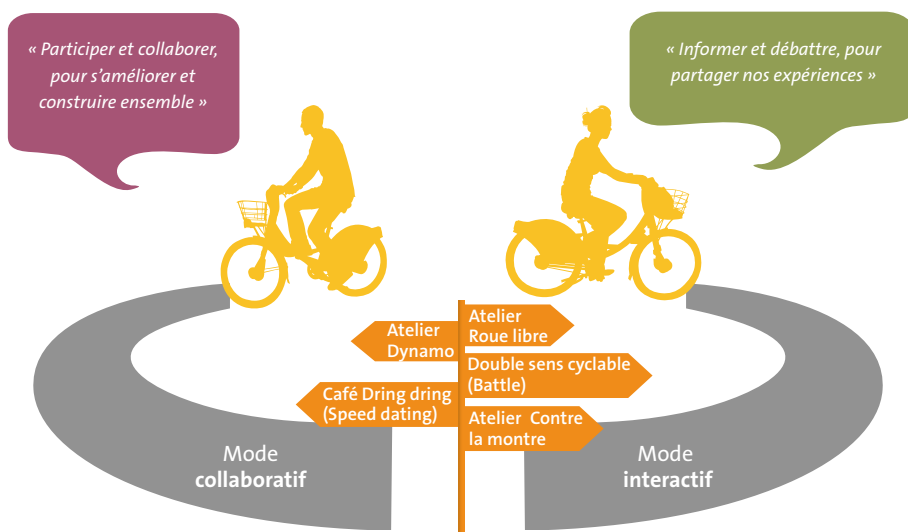 « Participer et collaborer,
pour s’améliorer et
construire ensemble »
« Informer et débattre, pour
partager nos expériences »
Atelier
Dynamo
Café Dring dring
(Speed dating)
Atelier
Roue libre
Double sens cyclable
(Battle)
Atelier Contre
la montre
Mode
collaboratif
Mode
interactif